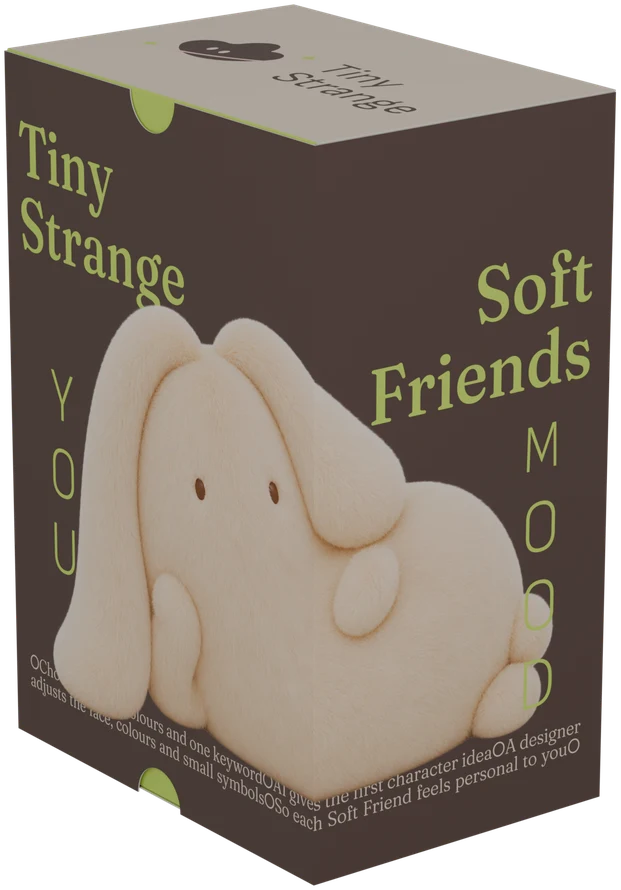 Tiny
Strange
Tiny
Strange
YOU
Soft
Friends
MOOD
colours and one keywordOAI gives the first character ideaOA designer
adjusts the face, colours and small symbolsOSo each Soft Friend feels personal to youO